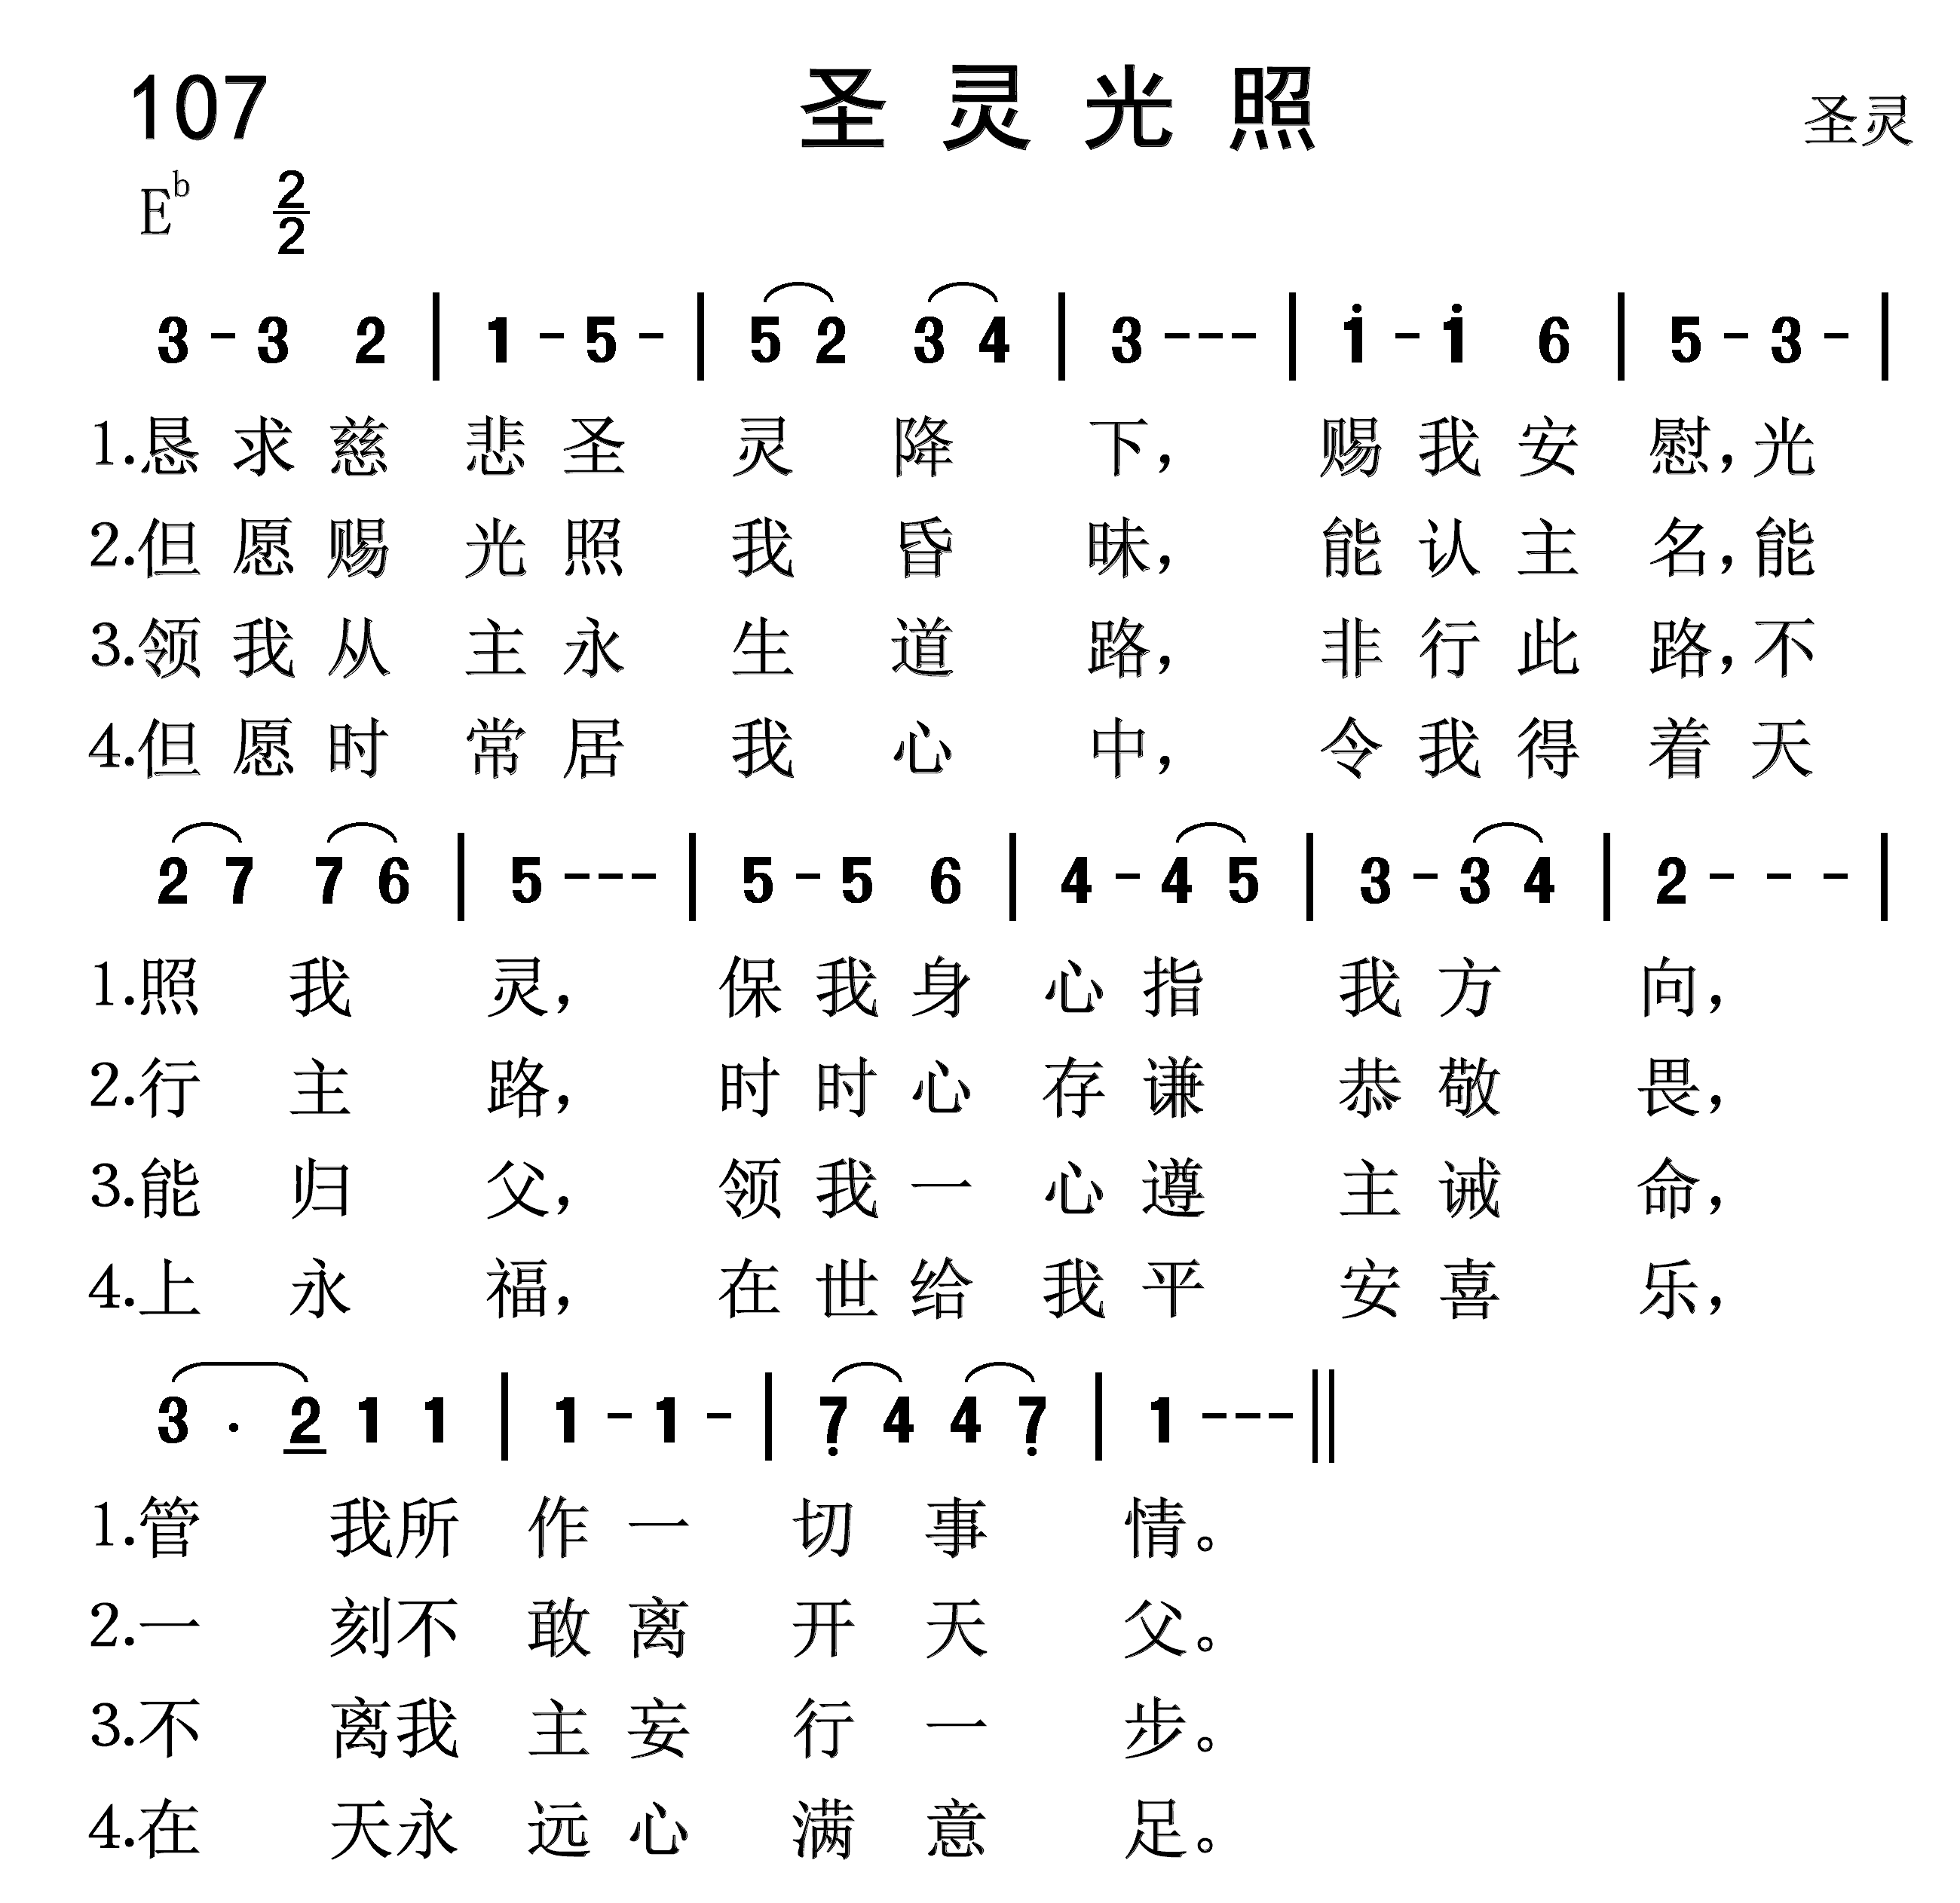 107 圣灵光照 圣灵
E♭ 2/2
3 - 3 2 | 1 - 5 - | 5 2 3 4 | 3 - - - | i - i 6 | 5 - 3 - |
1.恳求慈悲圣灵降下，赐我安慰，光
2.但愿赐光照我昏昧，能认主名，能
3.领我从主永生道路，非行此路，不
4.但愿时常居我心中，令我得着天
2 7 7 6 | 5 - - - | 5 - 5 6 | 4 - 4 5 | 3 - 3 4 | 2 - - - |
1.照我灵，保我身心指我方向，
2.行主路，时时心存谦恭敬畏，
3.能归父，领我一心遵主诫命，
4.上永福，在世给我平安喜乐，
3 · 2 1 1 | 1 - 1 - | 7̣ 4 4 7̣ | 1 - - - ‖
1.管我所作一切事情。
2.一刻不敢离开天父。
3.不离我主妄行一步。
4.在天永远心满意足。